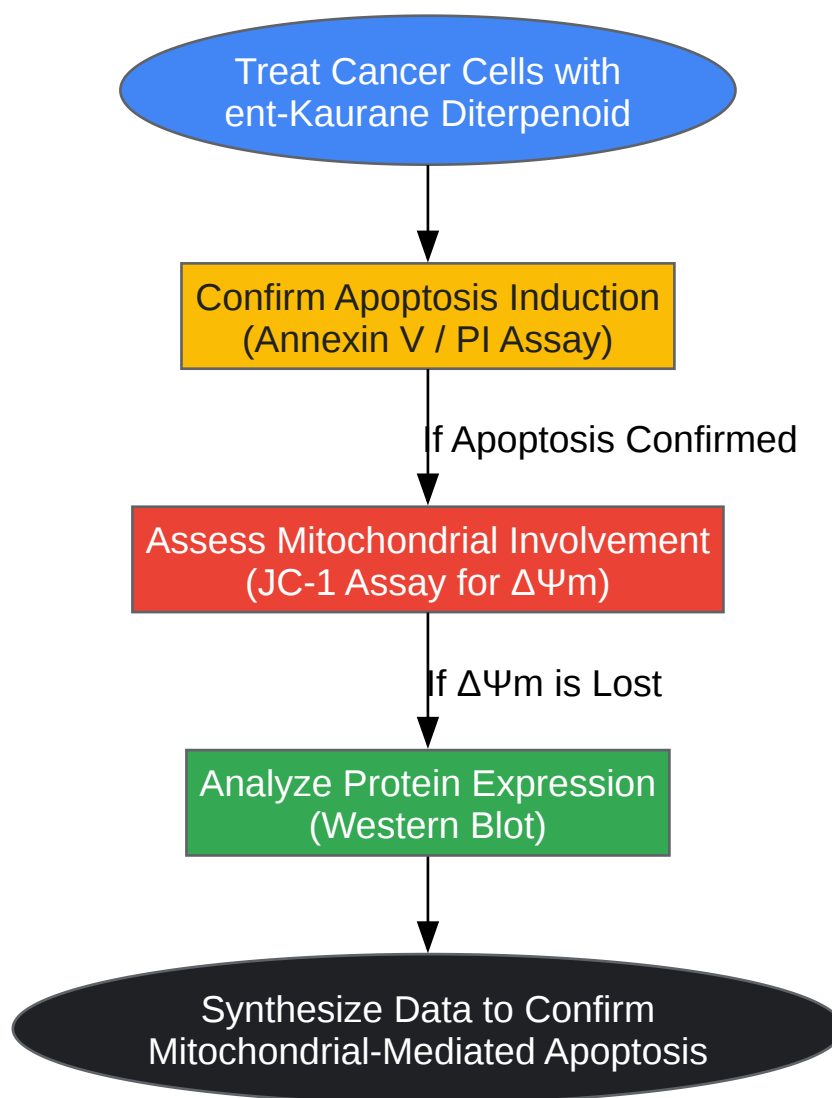 Treat Cancer Cells with
ent-Kaurane Diterpenoid
Confirm Apoptosis Induction
(Annexin V / PI Assay)
If Apoptosis Confirmed
Assess Mitochondrial Involvement
(JC-1 Assay for ΔΨm)
If ΔΨm is Lost
Analyze Protein Expression
(Western Blot)
Synthesize Data to Confirm
Mitochondrial-Mediated Apoptosis